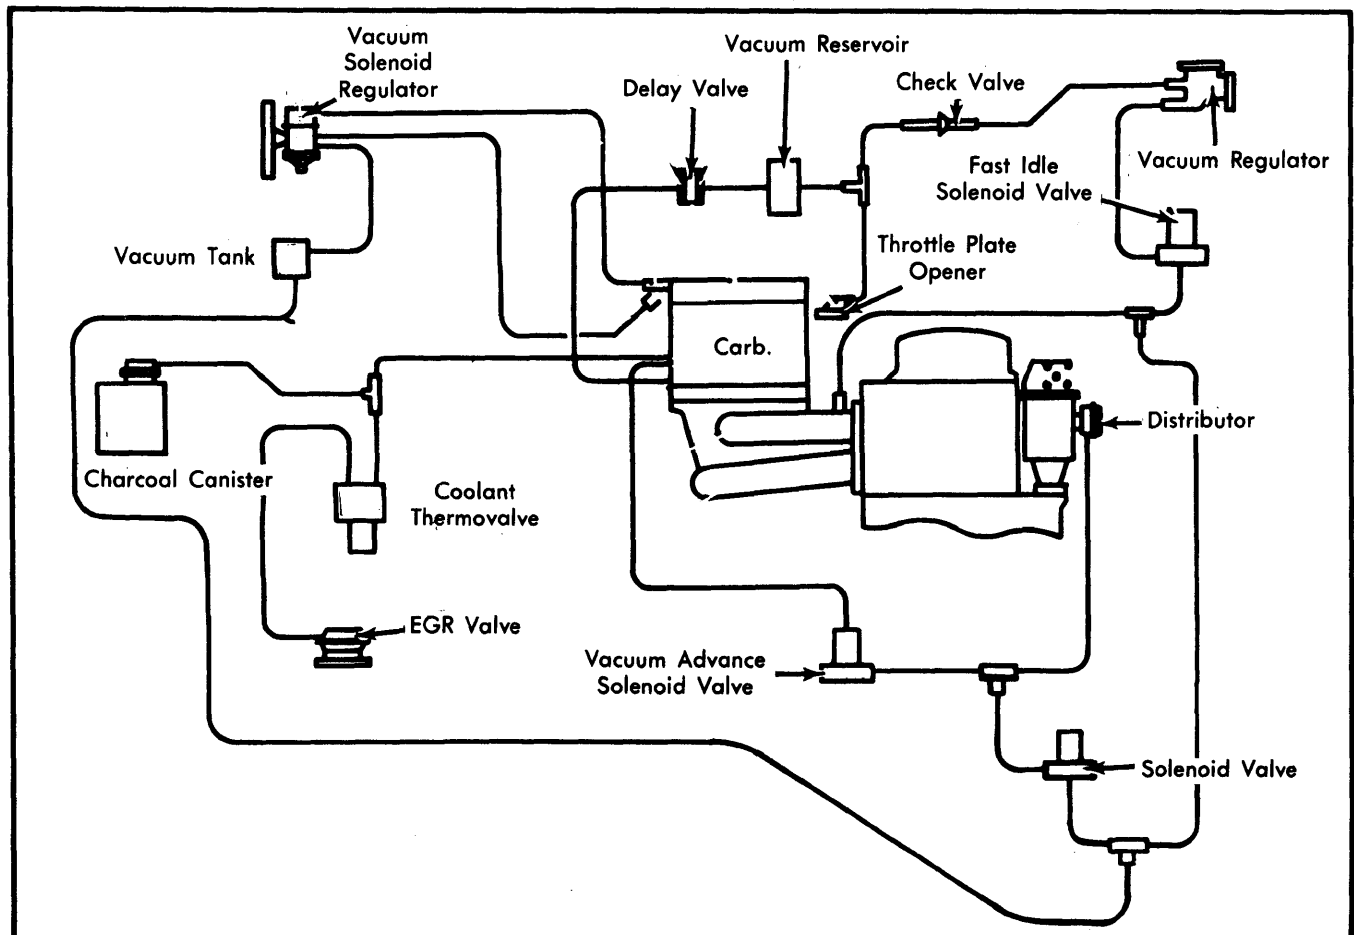 Vacuum
Solenoid
Regulator
Vacuum Reservoir
Delay Valve
Check Valve
Vacuum Regulator
Fast Idle
Solenoid Valve
Vacuum Tank
Throttle Plate
Opener
Carb.
Distributor
Charcoal Canister
Coolant
Thermovalve
EGR Valve
Vacuum Advance
Solenoid Valve
Solenoid Valve